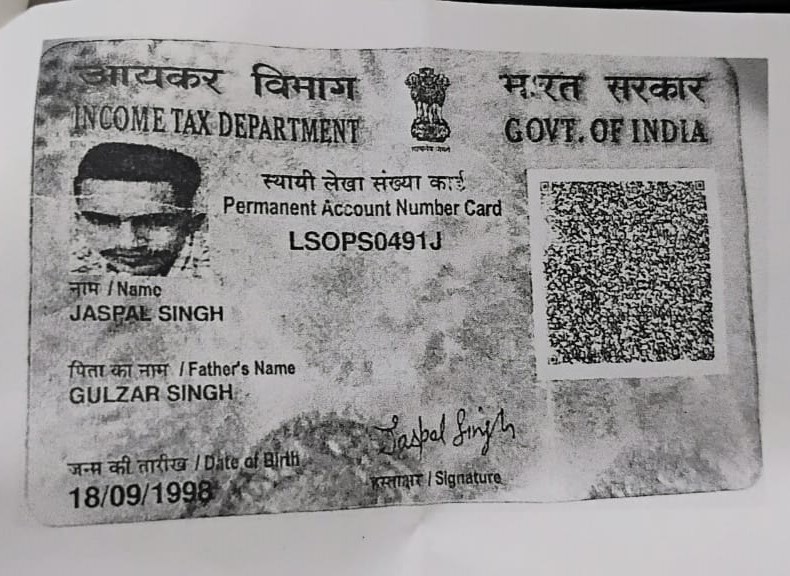 आयकर विभाग
INCOME TAX DEPARTMENT
भारत सरकार
GOVT. OF INDIA
स्थायी लेखा संख्या कार्ड
Permanent Account Number Card
LSOPS0491J
नाम / Name
JASPAL SINGH
पिता का नाम / Father's Name
GULZAR SINGH
जन्म की तारीख / Date of Birth
18/09/1998
Jaspal Singh
हस्ताक्षर / Signature